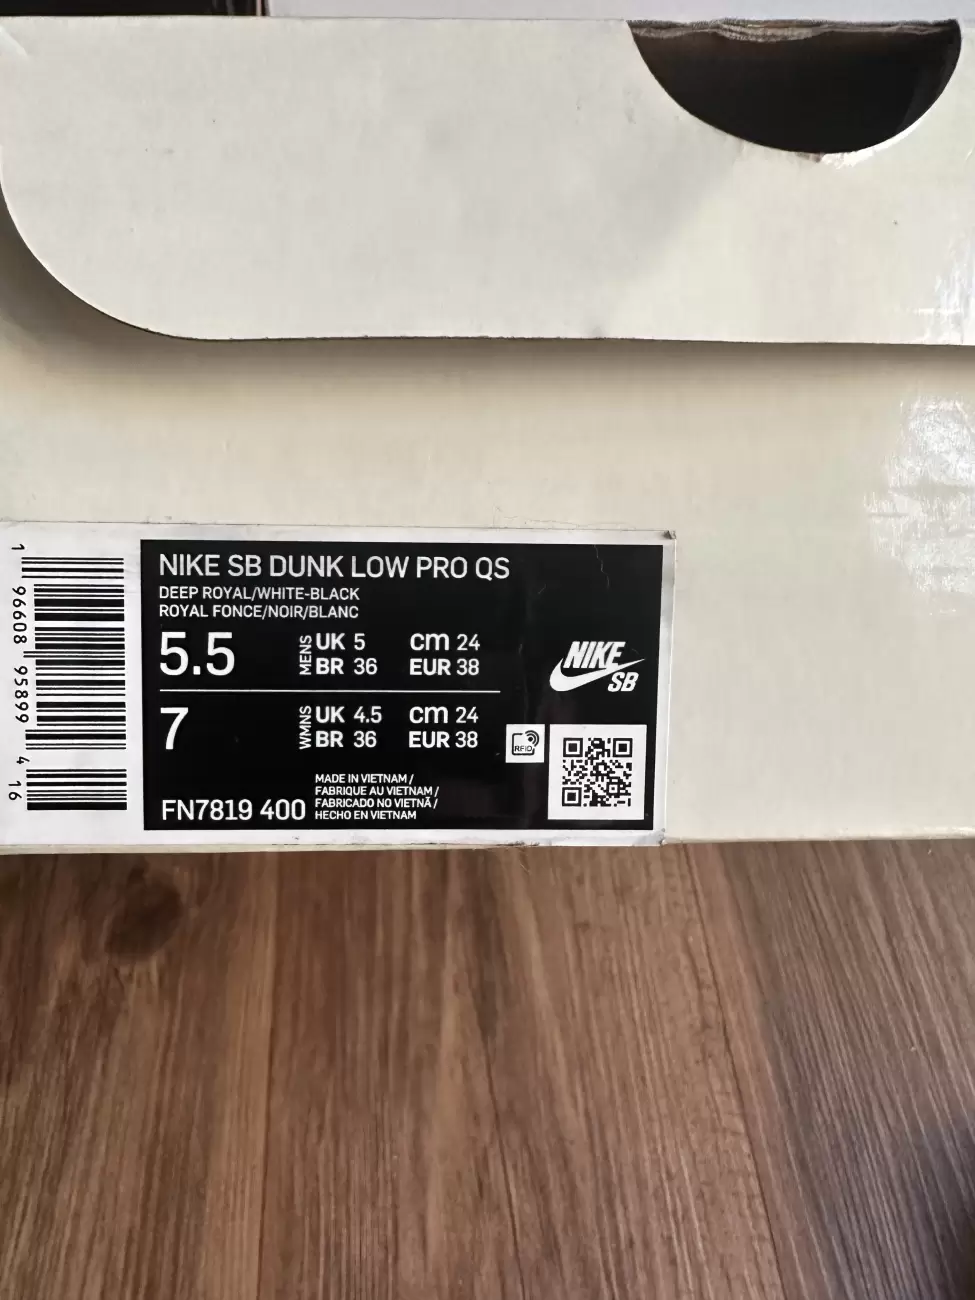 NIKE SB DUNK LOW PRO QS
DEEP ROYAL/WHITE-BLACK
ROYAL FONCE/NOIR/BLANC
5.5 MENS UK 5 cm 24
BR 36 EUR 38
7 WMNS UK 4.5 cm 24
BR 36 EUR 38
MADE IN VIETNAM /
FABRIQUE AU VIETNAM /
FABRICADO NO VIETNÃ /
HECHO EN VIETNAM
FN7819 400
RFID
NIKE
SB
1 96608 95899 4 16